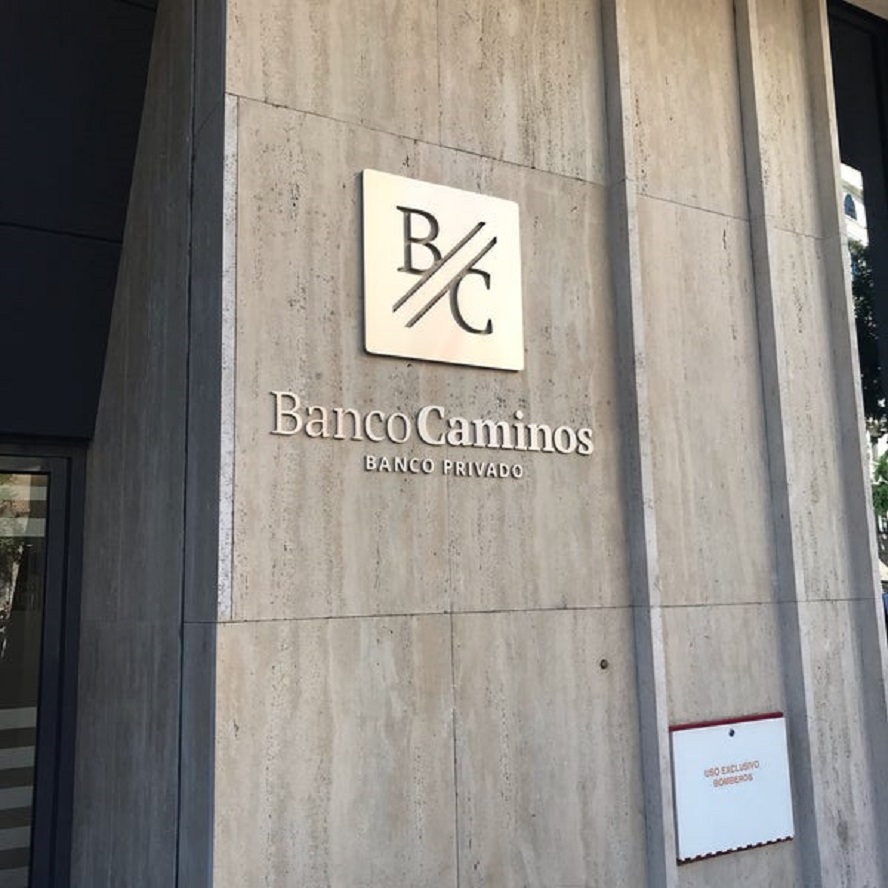 B//C
BancoCaminos
BANCO PRIVADO
USO EXCLUSIVO
BOMBEROS